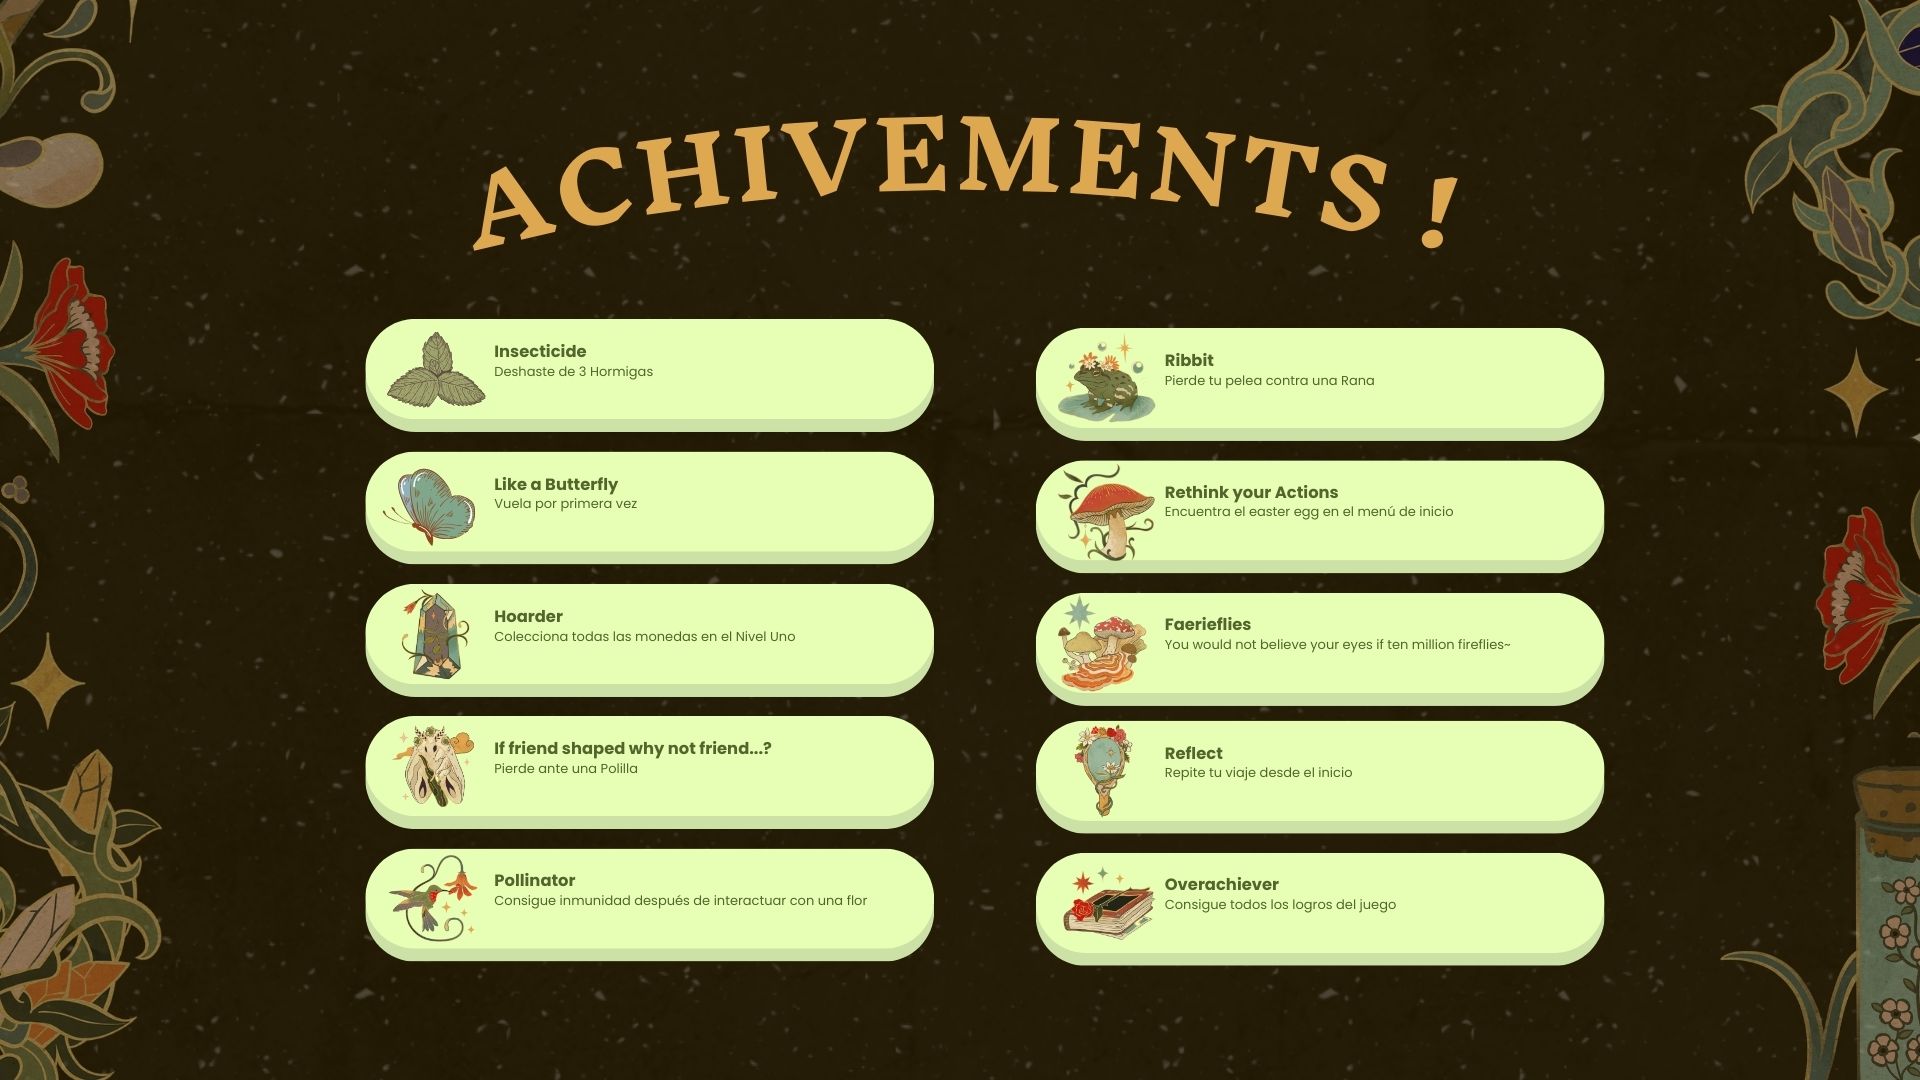 ACHIVEMENTS !
Insecticide
Deshaste de 3 Hormigas
Like a Butterfly
Vuela por primera vez
Hoarder
Colecciona todas las monedas en el Nivel Uno
If friend shaped why not friend...?
Pierde ante una Polilla
Pollinator
Consigue inmunidad después de interactuar con una flor
Ribbit
Pierde tu pelea contra una Rana
Rethink your Actions
Encuentra el easter egg en el menú de inicio
Faerieflies
You would not believe your eyes if ten million fireflies~
Reflect
Repite tu viaje desde el inicio
Overachiever
Consigue todos los logros del juego